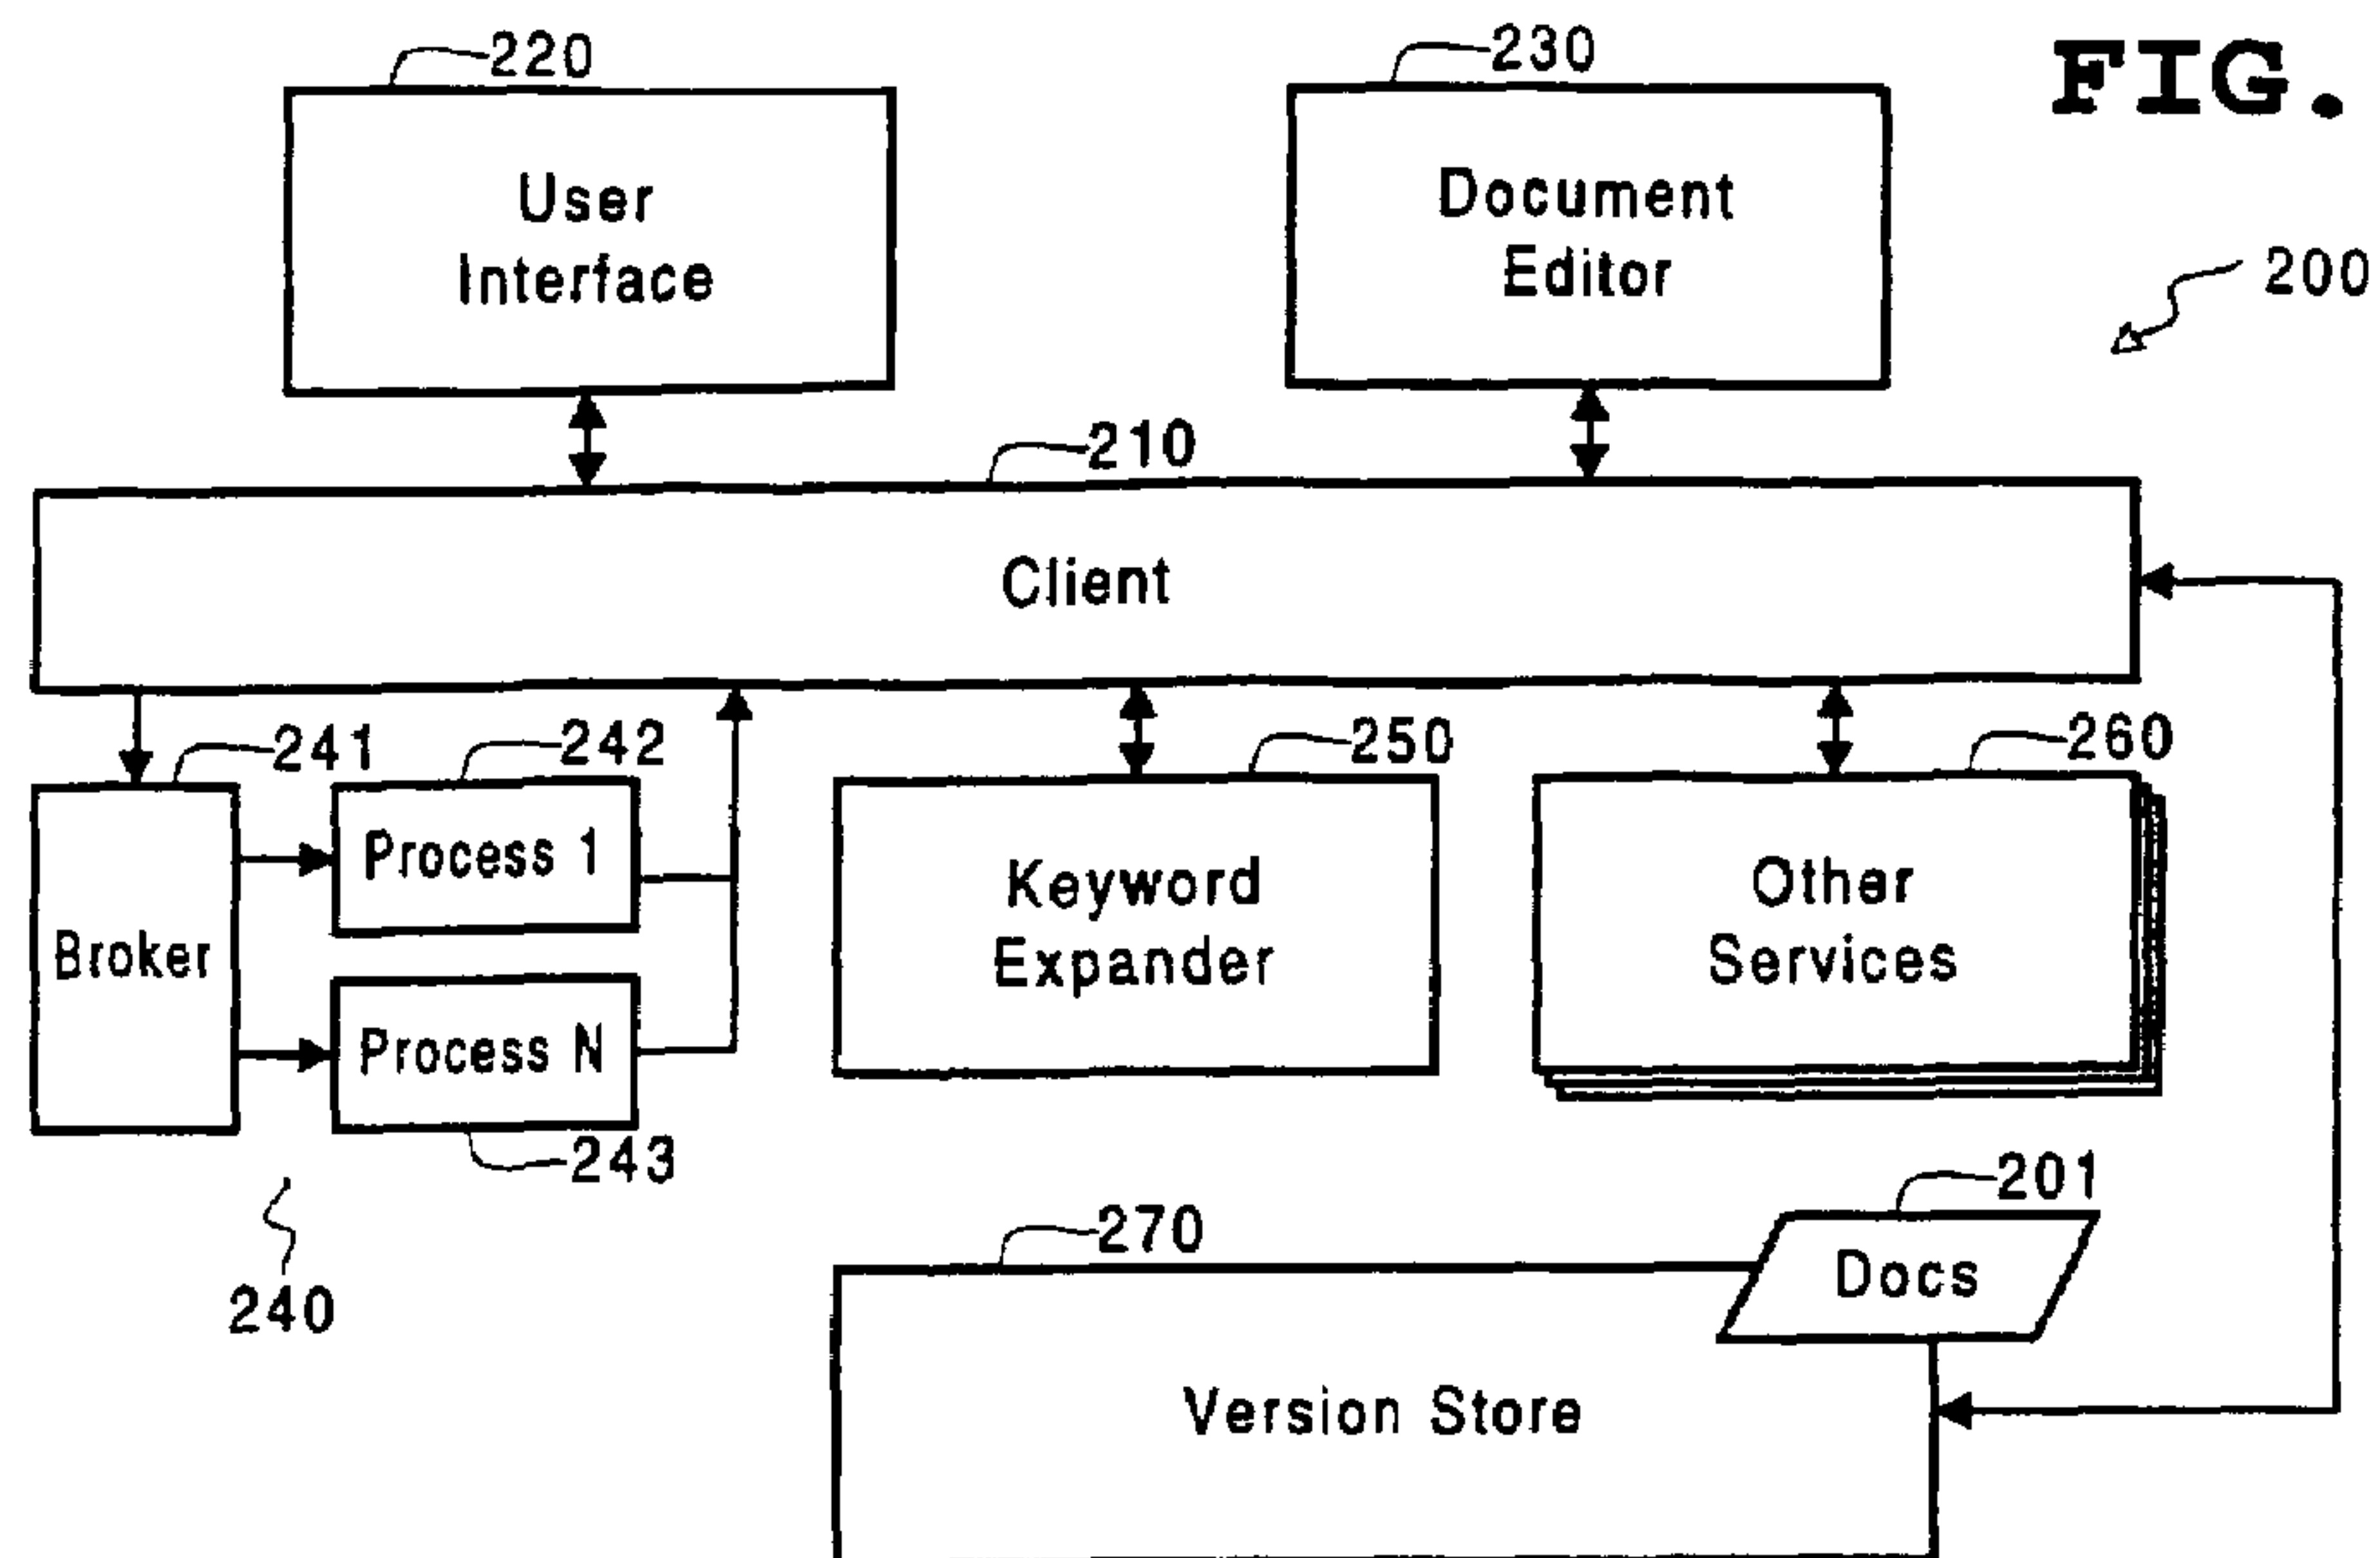 220
230
FIG.
User
Interface
Document
Editor
200
210
Client
241
242
250
260
Process 1
Broker
Keyword
Expander
Other
Services
Process N
243
201
270
240
Docs
Version Store